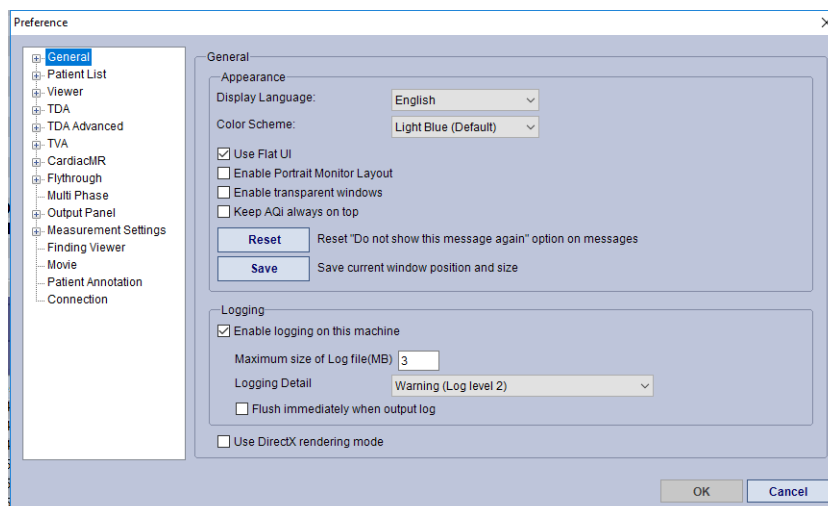 Preference
General
Patient List
Viewer
TDA
TDA Advanced
TVA
CardiacMR
Flythrough
Multi Phase
Output Panel
Measurement Settings
Finding Viewer
Movie
Patient Annotation
Connection
General
Appearance
Display Language: English
Color Scheme: Light Blue (Default)
Use Flat UI
Enable Portrait Monitor Layout
Enable transparent windows
Keep AQi always on top
Reset Reset "Do not show this message again" option on messages
Save Save current window position and size
Logging
Enable logging on this machine
Maximum size of Log file(MB) 3
Logging Detail Warning (Log level 2)
Flush immediately when output log
Use DirectX rendering mode
OK Cancel